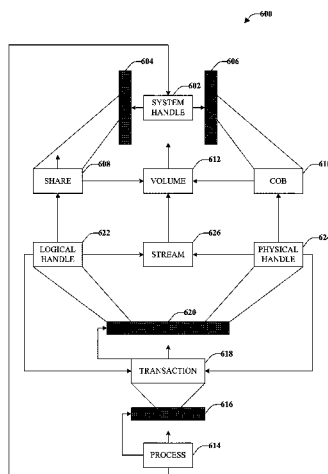 600
604
606
602
SYSTEM
HANDLE
608
612
SHARE
VOLUME
COB
622
626
624
LOGICAL
HANDLE
STREAM
PHYSICAL
HANDLE
620
618
TRANSACTION
616
614
PROCESS